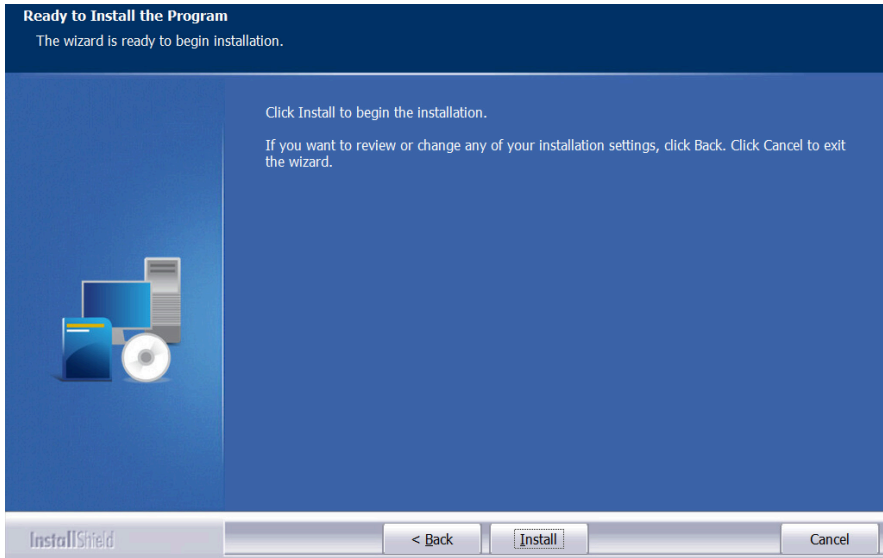 Ready to Install the Program
The wizard is ready to begin installation.
Click Install to begin the installation.
If you want to review or change any of your installation settings, click Back. Click Cancel to exit
the wizard.
InstallShield
< Back
Install
Cancel